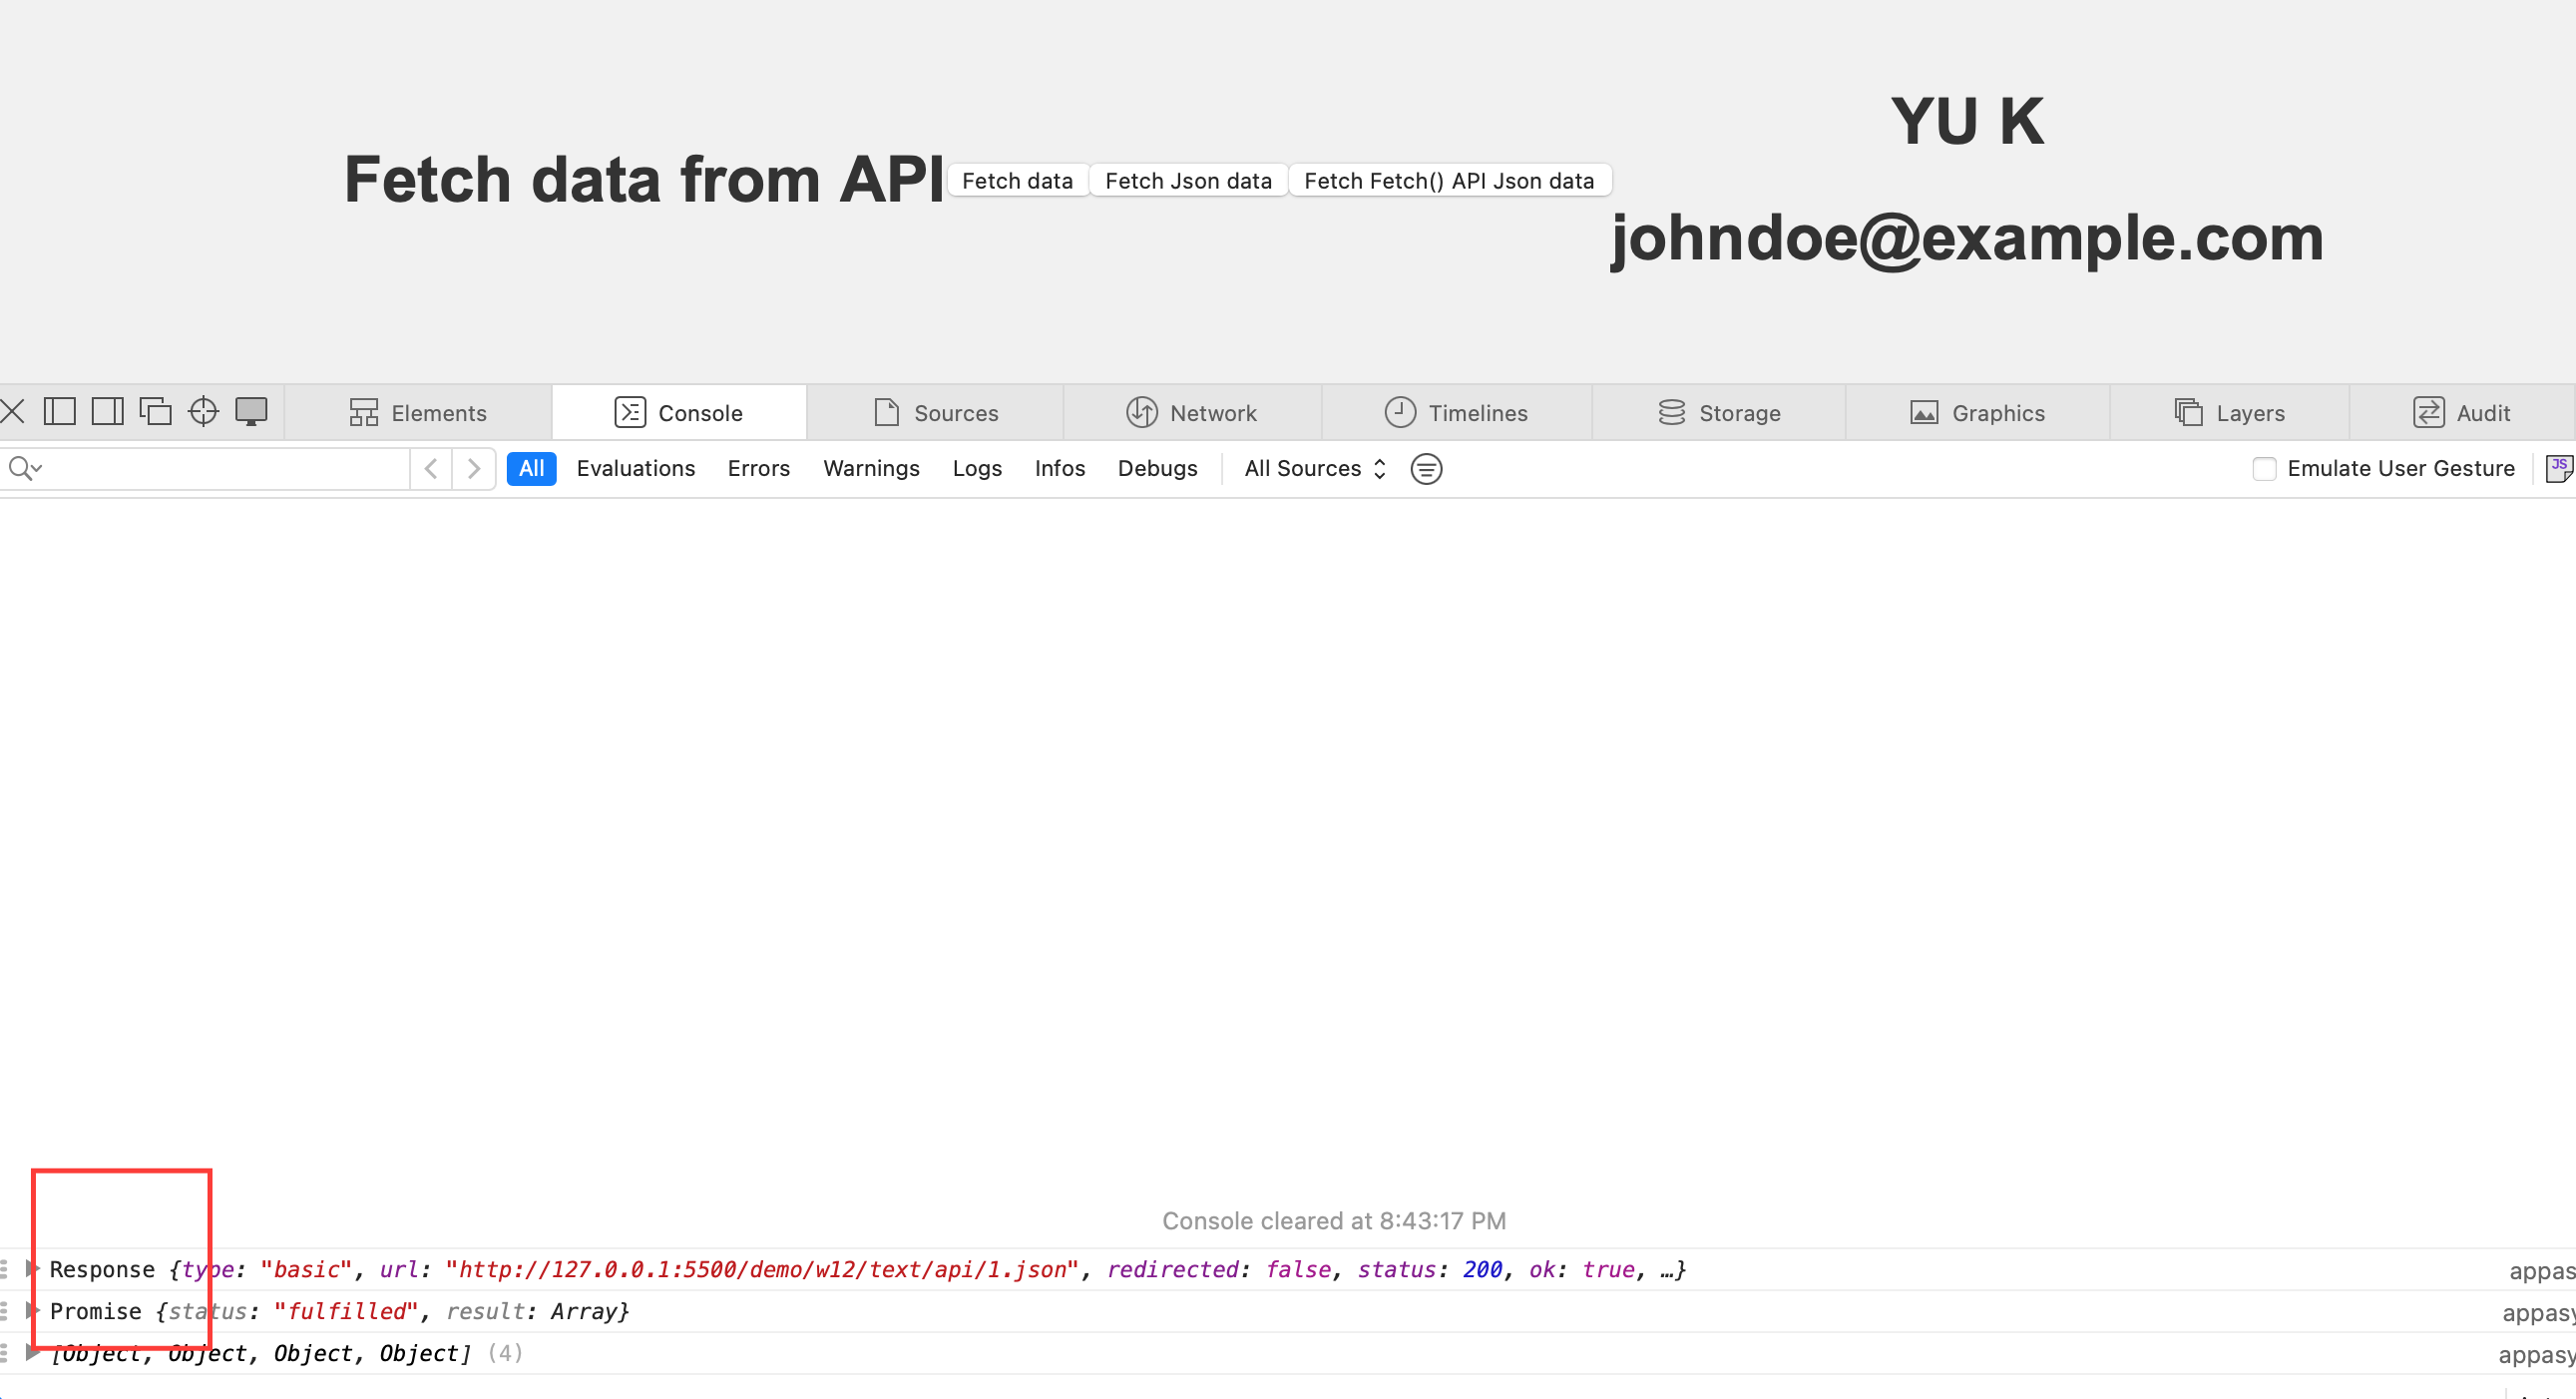 YU K
Fetch data from API Fetch data Fetch Json data Fetch Fetch() API Json data
johndoe@example.com
Elements Console Sources Network Timelines Storage Graphics Layers Audit
All Evaluations Errors Warnings Logs Infos Debugs All Sources Emulate User Gesture JS
Console cleared at 8:43:17 PM
Response {type: "basic", url: "http://127.0.0.1:5500/demo/w12/text/api/1.json", redirected: false, status: 200, ok: true, …} appas
Promise {status: "fulfilled", result: Array} appasy
[Object, Object, Object, Object] (4) appasy